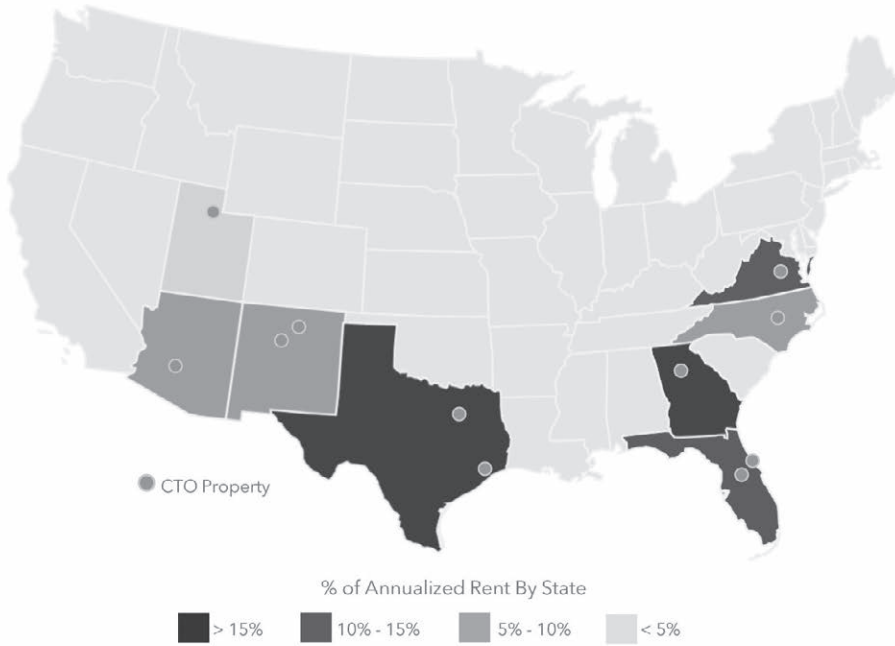 CTO Property
% of Annualized Rent By State
> 15%
10% - 15%
5% - 10%
< 5%